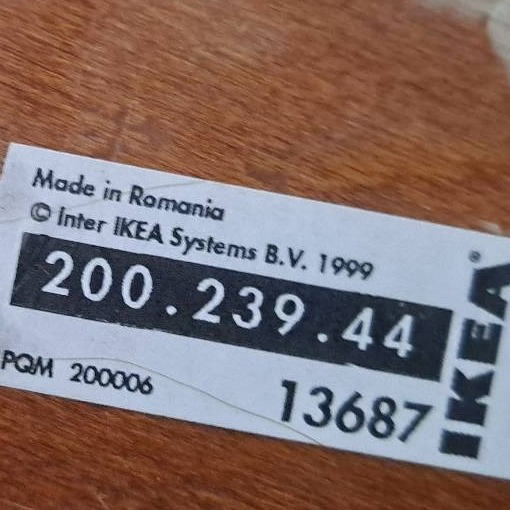 Made in Romania
© Inter IKEA Systems B.V. 1999
200.239.44
PQM 200006
13687
IKEA®